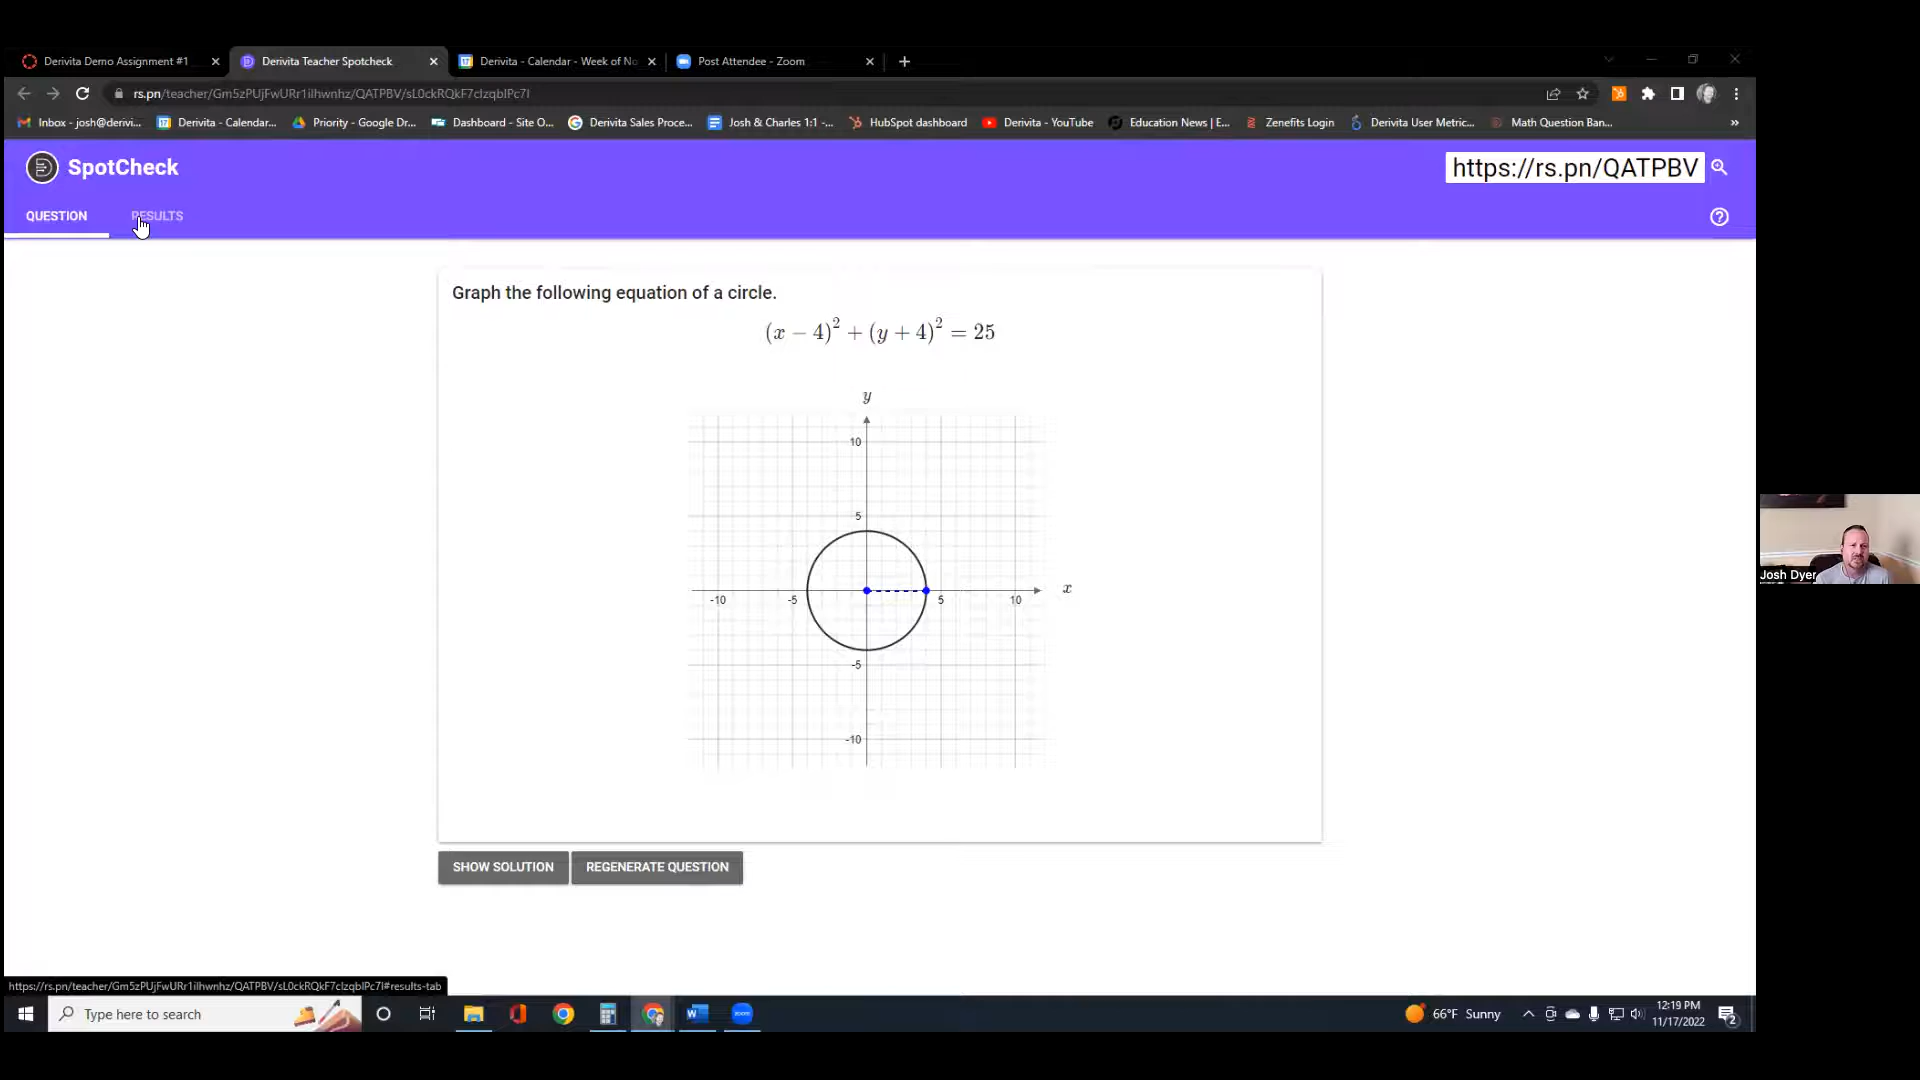 Derivita Demo Assignment #1
Derivita Teacher Spotcheck
Derivita - Calendar - Week of No
Post Attendee - Zoom
rs.pn/teacher/Gm5zPUjFwURr1ilhwnhz/QATPBV/sL0ckRQkF7cIzqbIPc7I
Inbox - josh@derivi...
Derivita - Calendar...
Priority - Google Dr...
Dashboard - Site O...
Derivita Sales Proce...
Josh & Charles 1:1 -...
HubSpot dashboard
Derivita - YouTube
Education News | E...
Zenefits Login
Derivita User Metric...
Math Question Ban...
»
SpotCheck
https://rs.pn/QATPBV
QUESTION
RESULTS
Graph the following equation of a circle.
(x − 4)² + (y + 4)² = 25
y
10
5
-10
-5
5
10
x
-5
-10
SHOW SOLUTION
REGENERATE QUESTION
Josh Dyer
https://rs.pn/teacher/Gm5zPUjFwURr1ilhwnhz/QATPBV/sL0ckRQkF7cIzqbIPc7I#results-tab
Type here to search
66°F Sunny
12:19 PM
11/17/2022
2